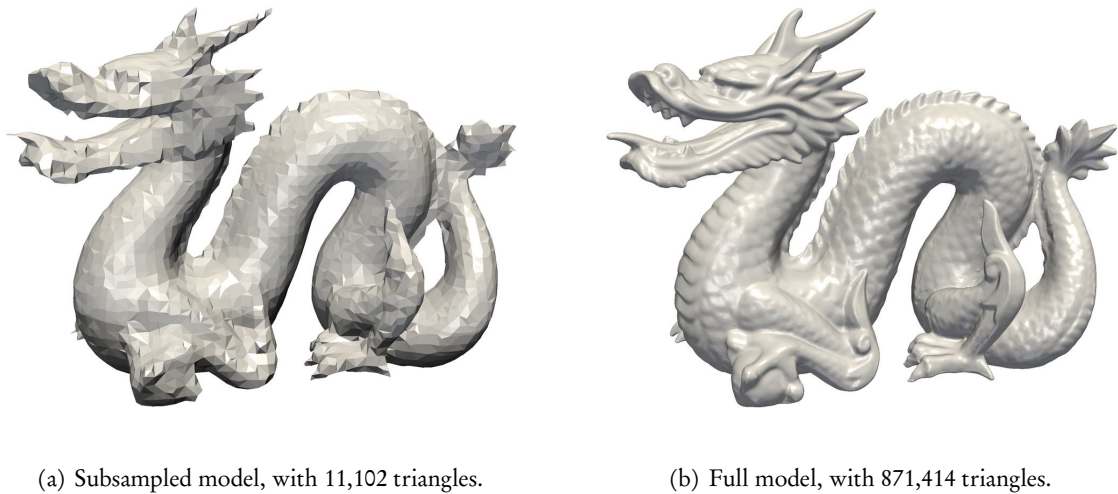 (a) Subsampled model, with 11,102 triangles.
(b) Full model, with 871,414 triangles.